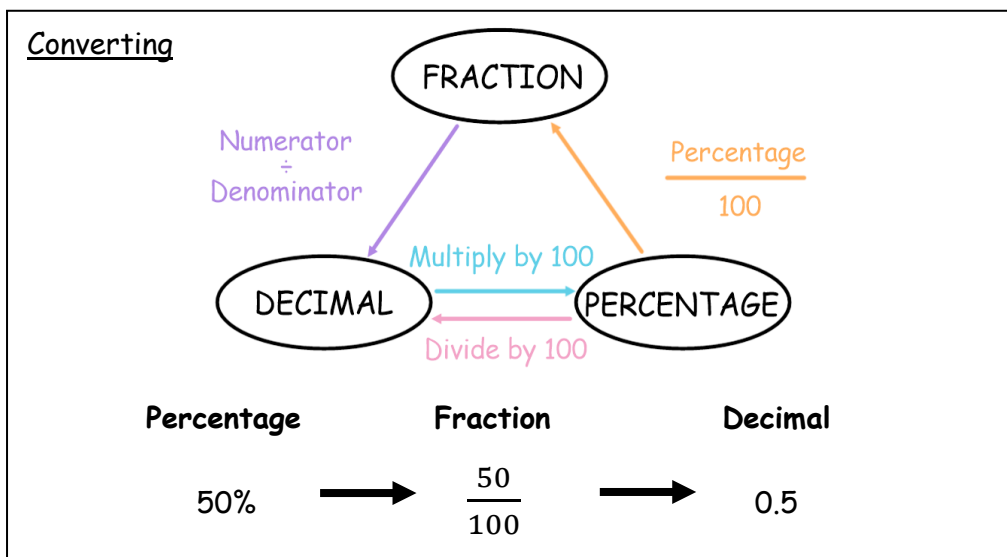 Converting
FRACTION
Numerator
÷
Denominator
Percentage
100
Multiply by 100
DECIMAL
PERCENTAGE
Divide by 100
Percentage Fraction Decimal
50%
50
100
0.5